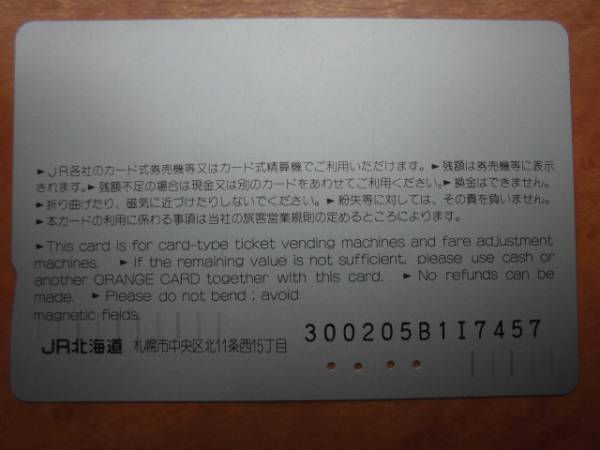 ►JR各社のカード式券売機等又はカード式精算機でご利用いただけます。►残額は券売機等に表示
されます。►残額不足の場合は現金又は別のカードをあわせてご利用ください。►換金はできません。
►折り曲げたり、磁気に近づけたりしないでください。►紛失等に対しては、その責を負いません。
►本カードの利用に係わる事項は当社の旅客営業規則の定めるところによります。
►This card is for card-type ticket vending machines and fare adjustment
machines. ►If the remaining value is not sufficient, please use cash or
another ORANGE CARD together with this card. ►No refunds can be
made. ►Please do not bend; avoid
magnetic fields.
300205B1I7457
JR北海道 札幌市中央区北11条西15丁目